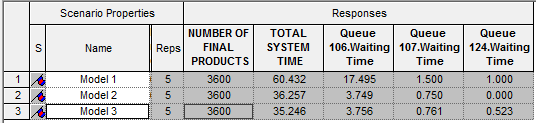 Scenario Properties Responses
S Name Reps NUMBER OF FINAL PRODUCTS TOTAL SYSTEM TIME Queue 106.Waiting Time Queue 107.Waiting Time Queue 124.Waiting Time
1 Model 1 5 3600 60.432 17.495 1.500 1.000
2 Model 2 5 3600 36.257 3.749 0.750 0.000
3 Model 3 5 3600 35.246 3.756 0.761 0.523